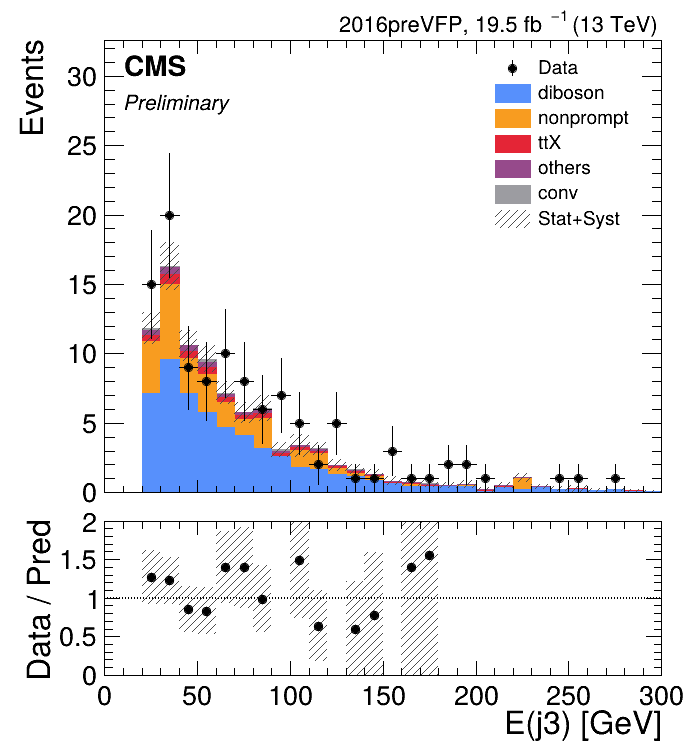 2016preVFP, 19.5 fb ⁻¹ (13 TeV)
CMS
Preliminary
Data
diboson
nonprompt
ttX
others
conv
Stat+Syst
Events
30
25
20
15
10
5
0
Data / Pred
2
1.5
1
0.5
0
0 50 100 150 200 250 300
E(j3) [GeV]